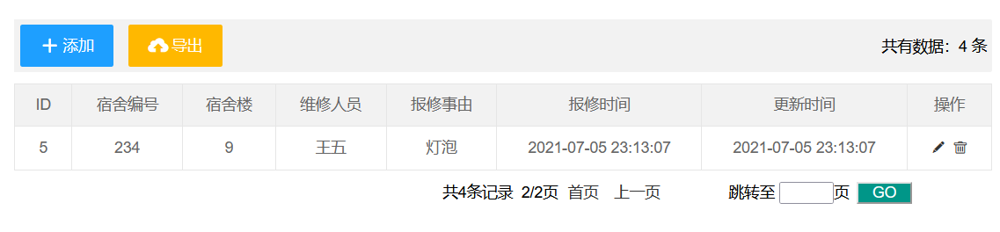 添加 导出 共有数据：4 条
ID 宿舍编号 宿舍楼 维修人员 报修事由 报修时间 更新时间 操作
5 234 9 王五 灯泡 2021-07-05 23:13:07 2021-07-05 23:13:07
共4条记录 2/2页 首页 上一页 跳转至 页 GO